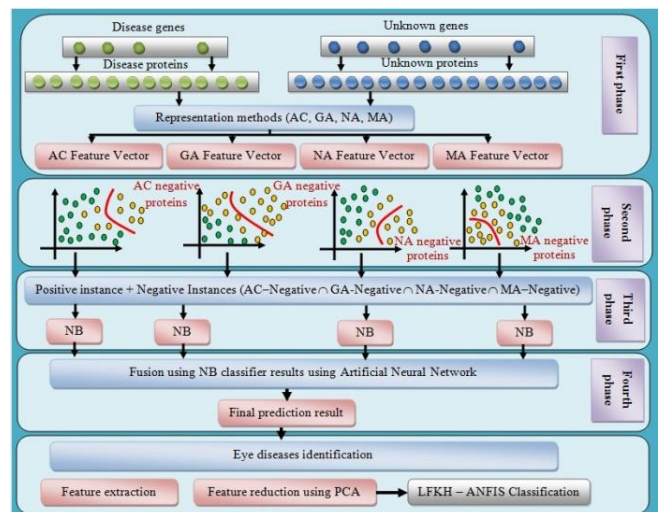 Disease genes
Unknown genes
Disease proteins
Unknown proteins
Representation methods (AC, GA, NA, MA)
AC Feature Vector
GA Feature Vector
NA Feature Vector
MA Feature Vector
First phase
AC negative
proteins
GA negative
proteins
NA negative
proteins
MA negative
proteins
Second
phase
Positive instance + Negative Instances (AC–Negative ∩ GA-Negative ∩ NA-Negative ∩ MA–Negative)
NB
NB
NB
NB
Third
phase
Fusion using NB classifier results using Artificial Neural Network
Final prediction result
Fourth
phase
Eye diseases identification
Feature extraction
Feature reduction using PCA
LFKH – ANFIS Classification